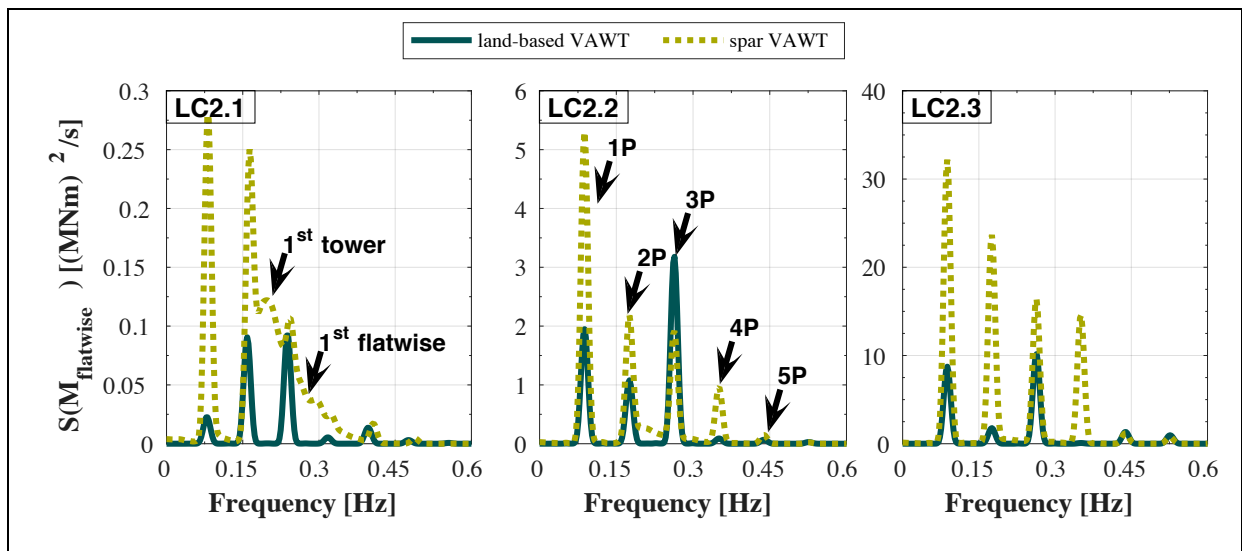 land-based VAWT spar VAWT
LC2.1
0.3
0.25
0.2
0.15
0.1
0.05
0
0 0.15 0.3 0.45 0.6
S(M_flatwise) [(MNm)^2/s]
Frequency [Hz]
1st tower
1st flatwise
LC2.2
6
5
4
3
2
1
0
0 0.15 0.3 0.45 0.6
Frequency [Hz]
1P
2P
3P
4P
5P
LC2.3
40
30
20
10
0
0 0.15 0.3 0.45 0.6
Frequency [Hz]